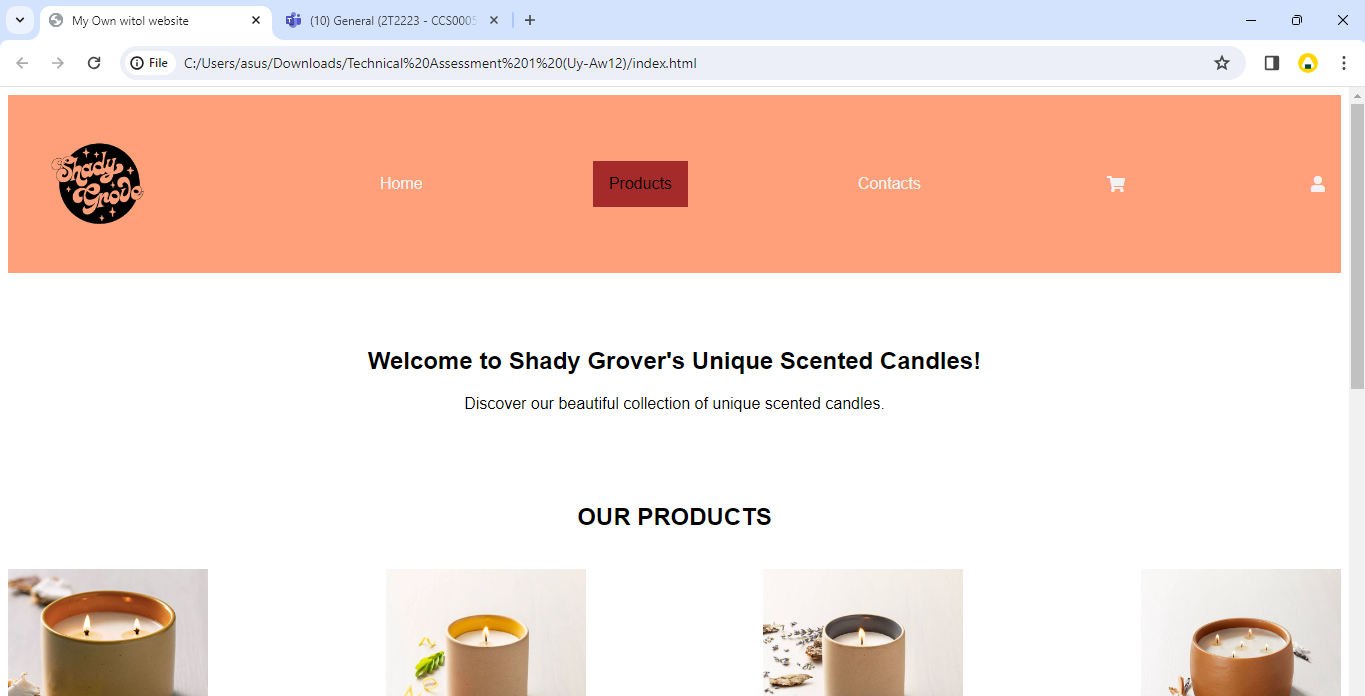 My Own witol website
(10) General (2T2223 - CCS0005
File
C:/Users/asus/Downloads/Technical%20Assessment%201%20(Uy-Aw12)/index.html
Shady
Grove
Home
Products
Contacts
Welcome to Shady Grover's Unique Scented Candles!
Discover our beautiful collection of unique scented candles.
OUR PRODUCTS